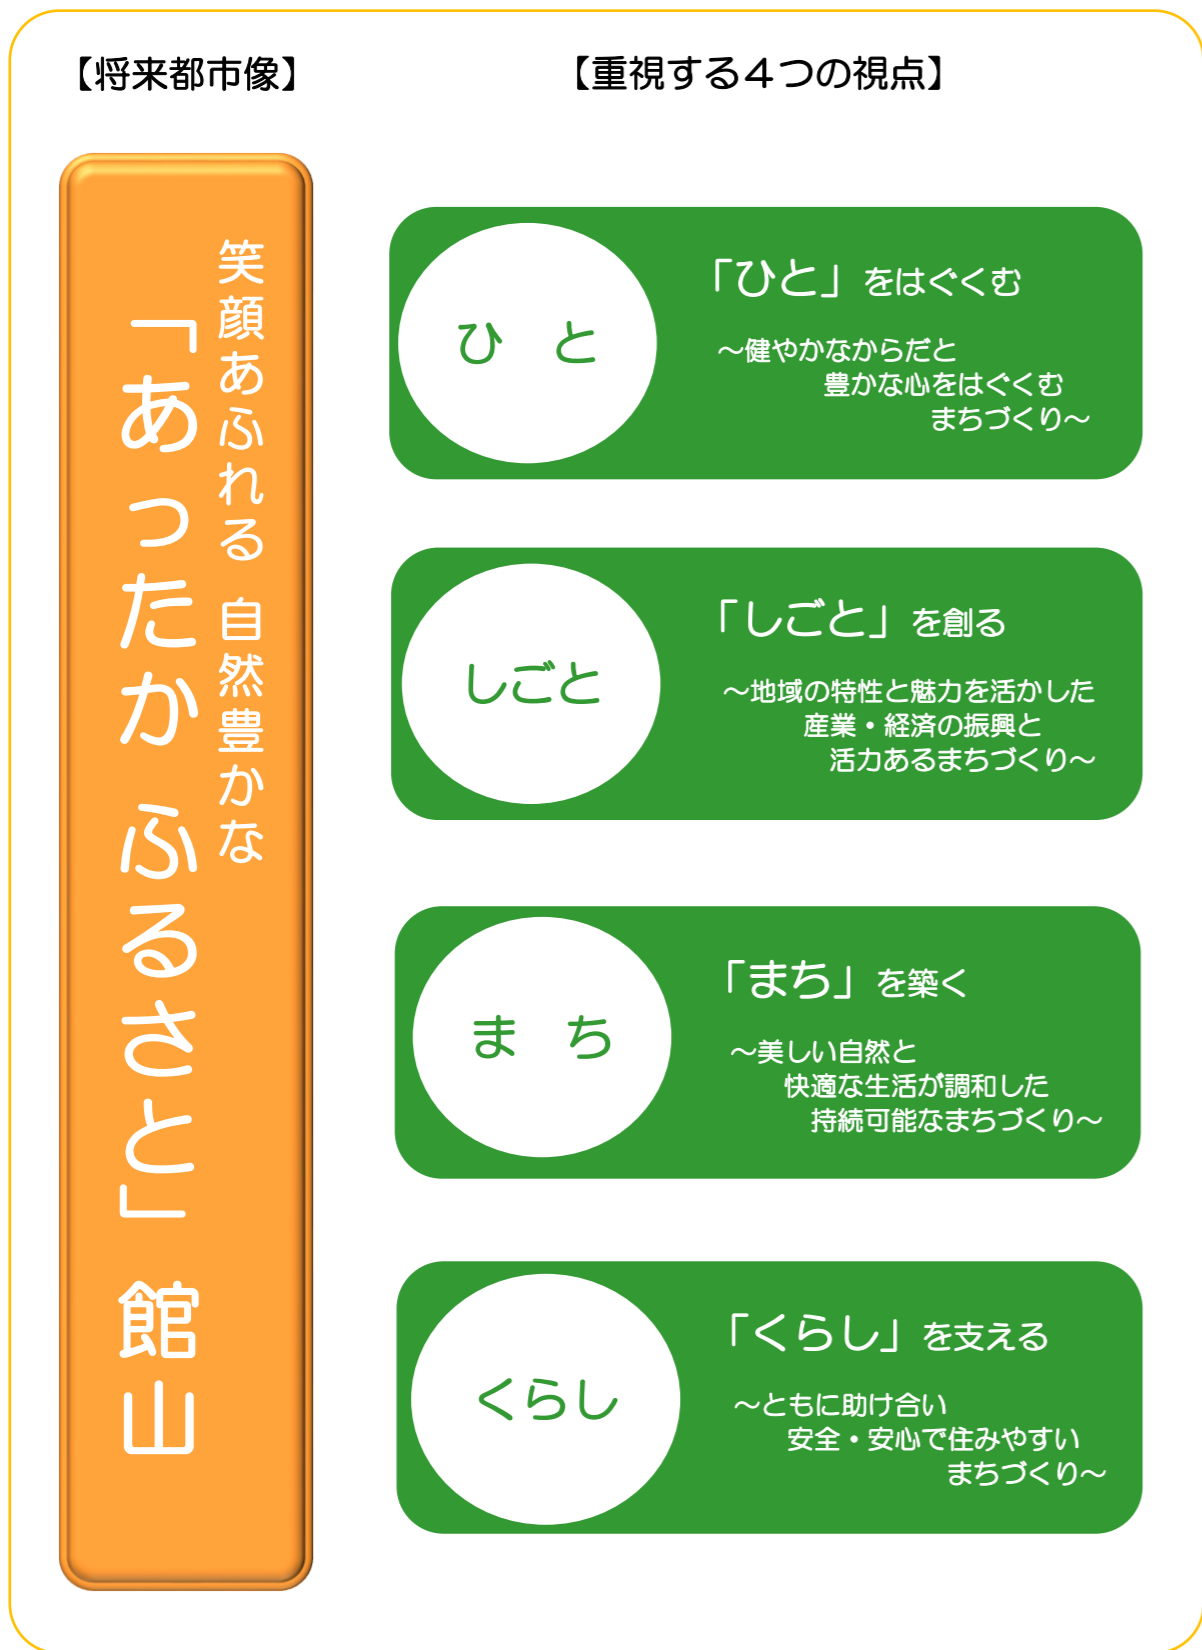 【将来都市像】
【重視する４つの視点】
笑顔あふれる 自然豊かな
「あったか ふるさと」館山
ひ と
「ひと」をはぐくむ
～健やかなからだと
豊かな心をはぐくむ
まちづくり～
しごと
「しごと」を創る
～地域の特性と魅力を活かした
産業・経済の振興と
活力あるまちづくり～
ま ち
「まち」を築く
～美しい自然と
快適な生活が調和した
持続可能なまちづくり～
くらし
「くらし」を支える
～ともに助け合い
安全・安心で住みやすい
まちづくり～